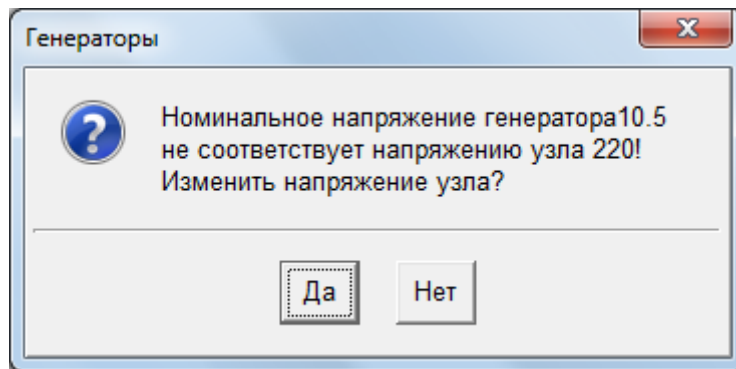 Генераторы
Номинальное напряжение генератора10.5
не соответствует напряжению узла 220!
Изменить напряжение узла?
Да Нет